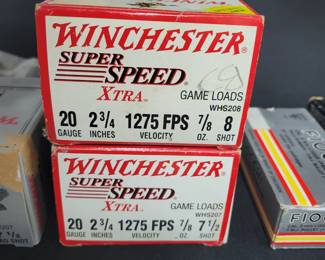 WINCHESTER
SUPER
SPEED
XTRA
GAME LOADS
WHS208
20 2 3/4 1275 FPS 7/8 8
GAUGE INCHES VELOCITY OZ. SHOT
WINCHESTER
SUPER
SPEED
XTRA
GAME LOADS
WHS207
20 2 3/4 1275 FPS 7/8 7 1/2
GAUGE INCHES VELOCITY OZ. SHOT
FIOC